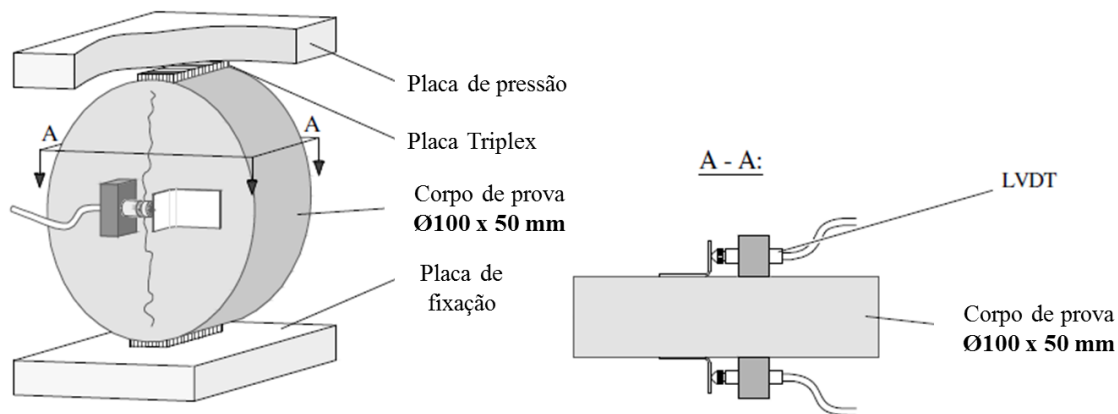 Placa de pressão
A
A
Placa Triplex
Corpo de prova
Ø100 x 50 mm
Placa de
fixação
A - A:
LVDT
Corpo de prova
Ø100 x 50 mm